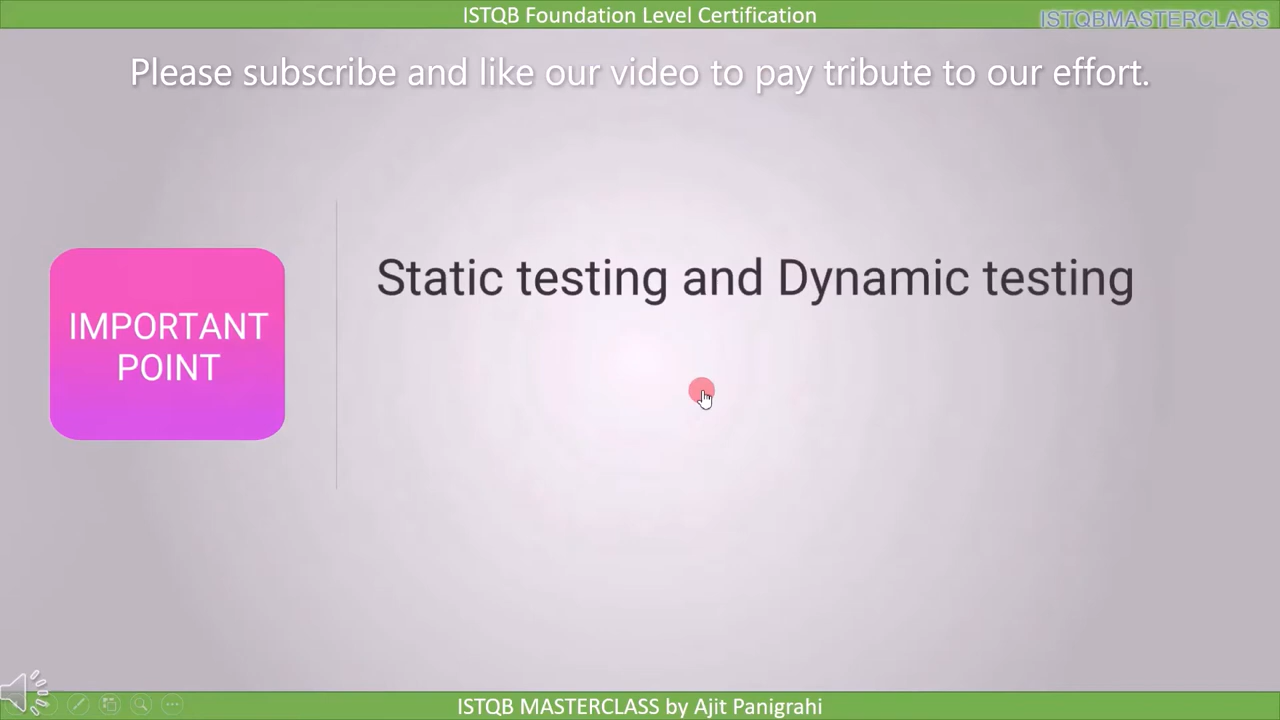 ISTQB Foundation Level Certification
ISTQBMASTERCLASS
Please subscribe and like our video to pay tribute to our effort.
Static testing and Dynamic testing
IMPORTANT
POINT
ISTQB MASTERCLASS by Ajit Panigrahi